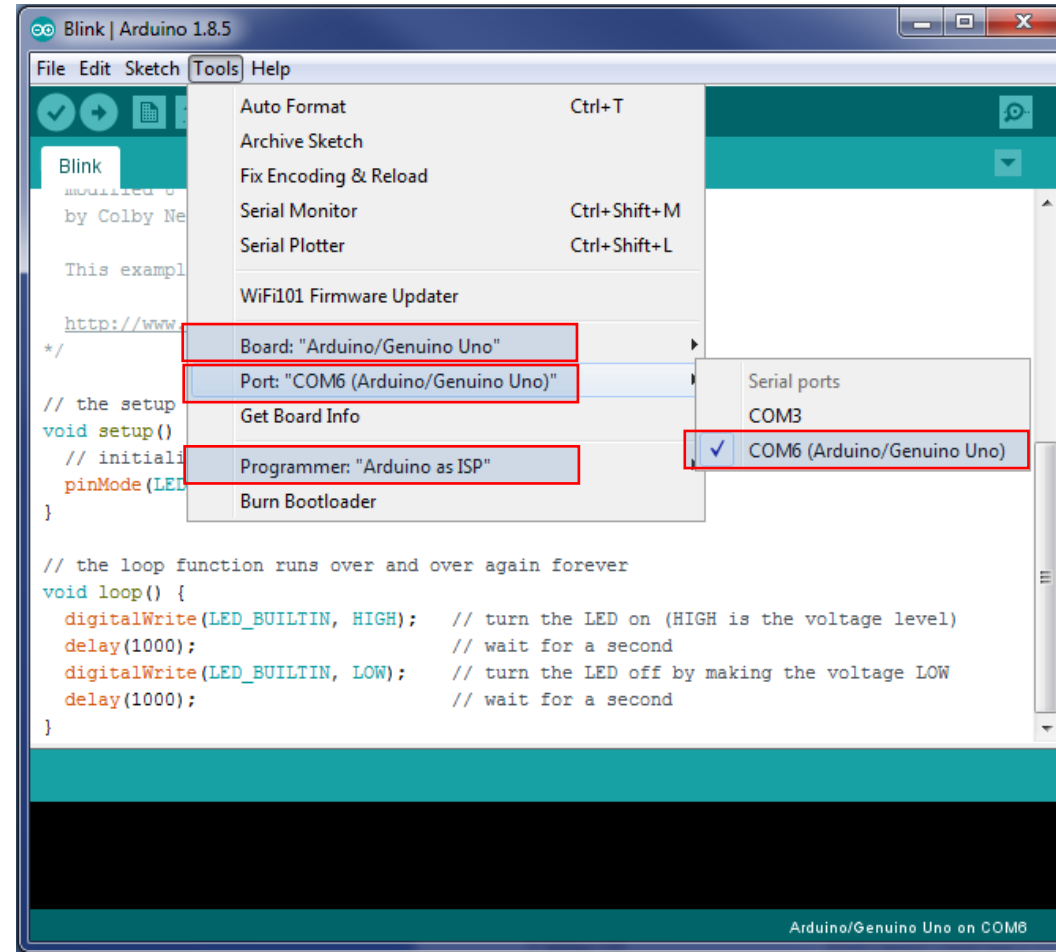 Blink | Arduino 1.8.5
File Edit Sketch Tools Help
Auto Format Ctrl+T
Archive Sketch
Fix Encoding & Reload
Serial Monitor Ctrl+Shift+M
Serial Plotter Ctrl+Shift+L
WiFi101 Firmware Updater
Board: "Arduino/Genuino Uno"
Port: "COM6 (Arduino/Genuino Uno)"
Get Board Info
Programmer: "Arduino as ISP"
Burn Bootloader
Serial ports
COM3
COM6 (Arduino/Genuino Uno)
Blink
by Colby Ne
This exampl
http://www.
*/
// the setup
void setup()
// initiali
pinMode(LED
}
// the loop function runs over and over again forever
void loop() {
digitalWrite(LED_BUILTIN, HIGH); // turn the LED on (HIGH is the voltage level)
delay(1000); // wait for a second
digitalWrite(LED_BUILTIN, LOW); // turn the LED off by making the voltage LOW
delay(1000); // wait for a second
}
Arduino/Genuino Uno on COM6